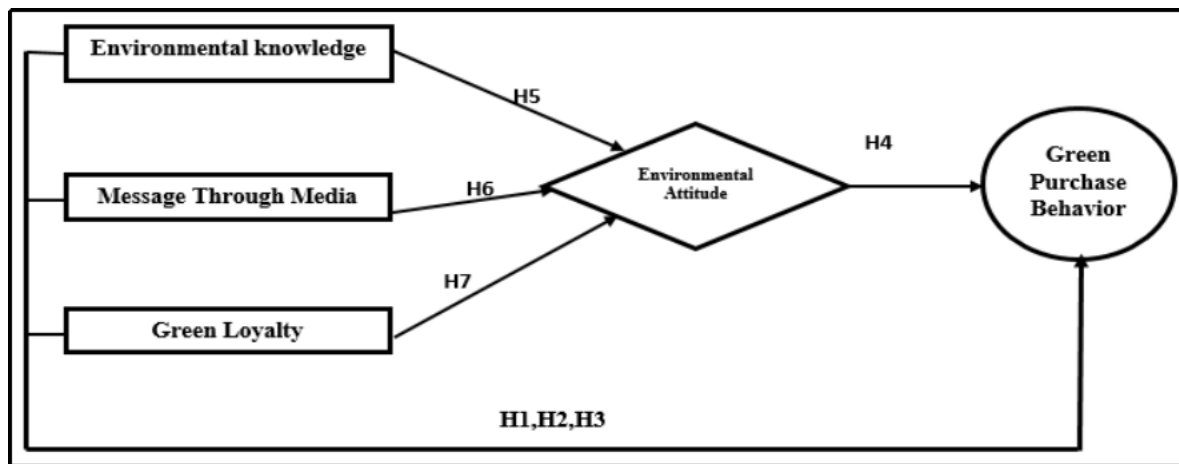 Environmental knowledge
H5
Message Through Media
H6
Green Loyalty
H7
Environmental
Attitude
H4
Green
Purchase
Behavior
H1,H2,H3